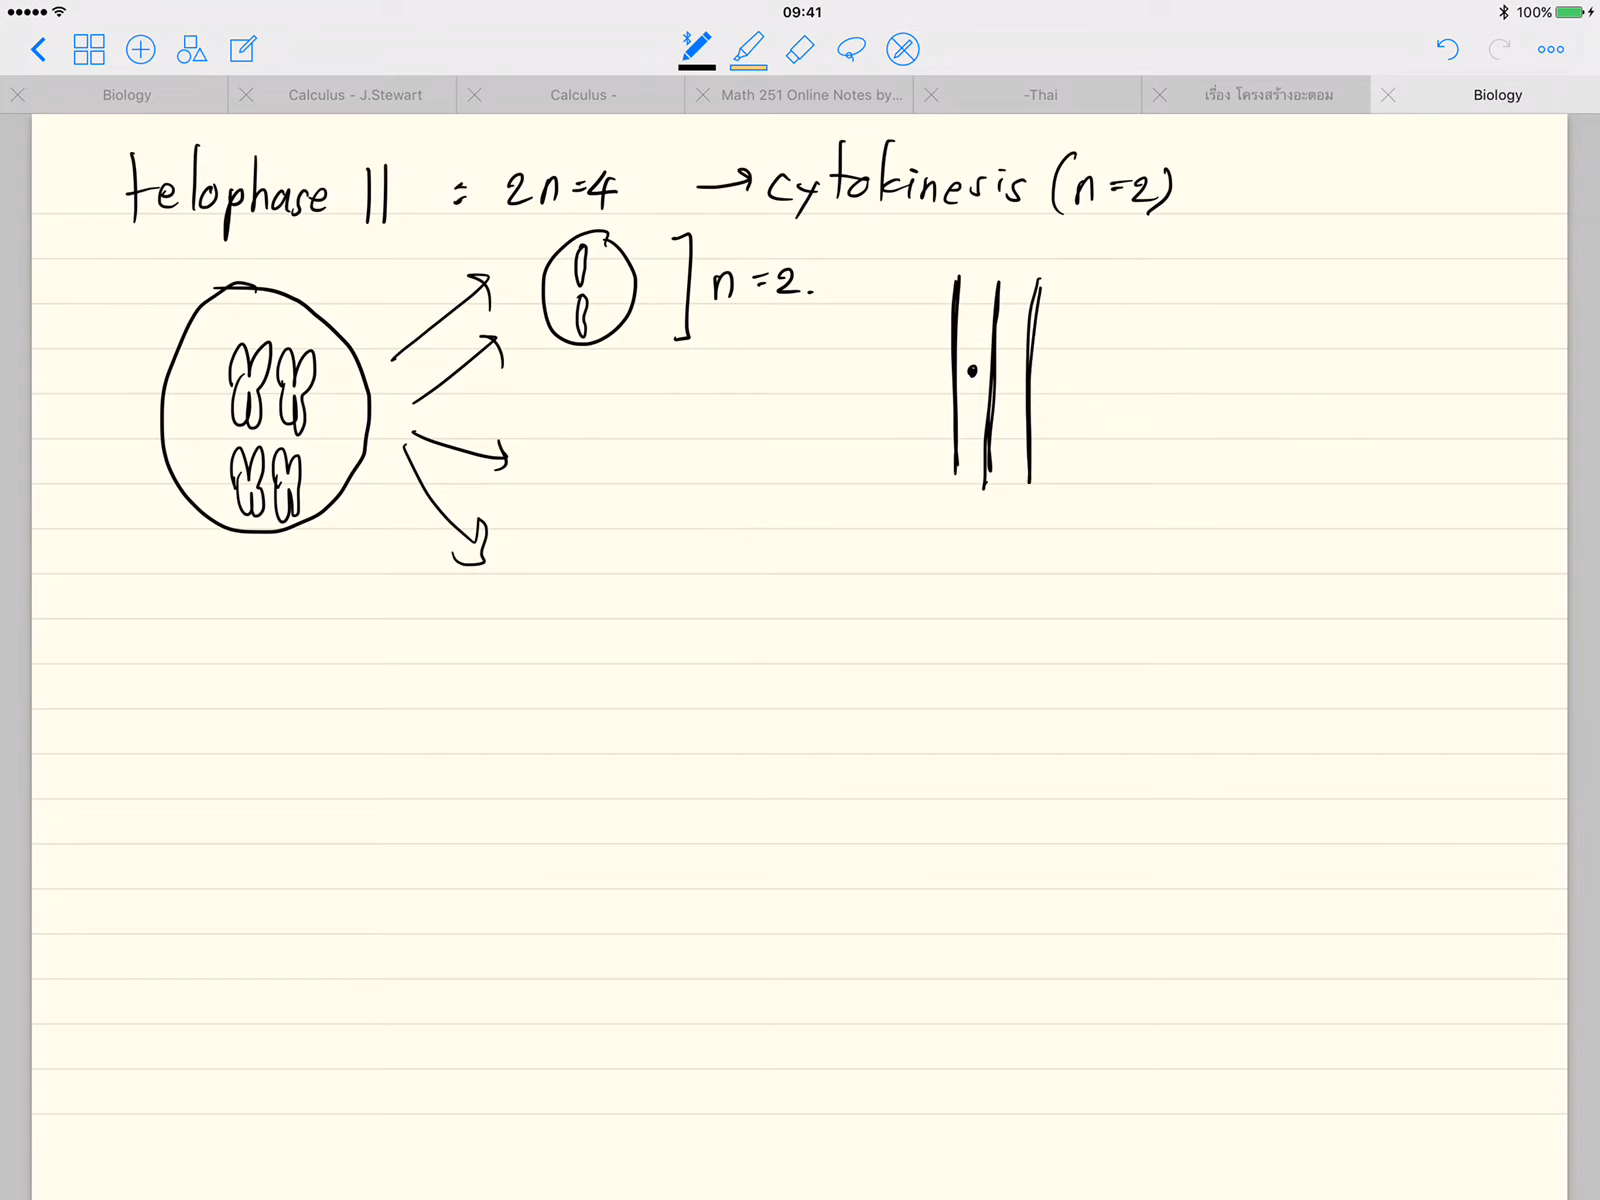 09:41
100%
Biology
Calculus - J.Stewart
Calculus -
Math 251 Online Notes by...
-Thai
เรื่อง โครงสร้างอะตอม
Biology
telophase II : 2n=4 → cytokinesis (n=2)
n=2.